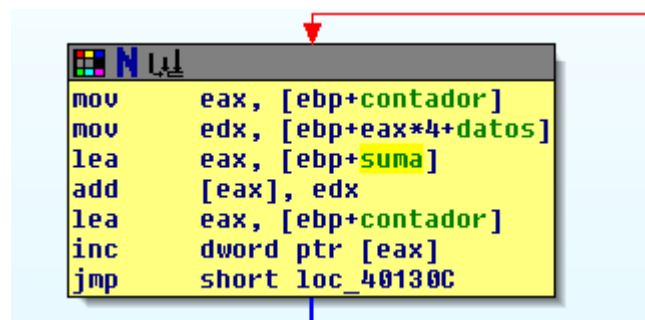 N
mov eax, [ebp+contador]
mov edx, [ebp+eax*4+datos]
lea eax, [ebp+suma]
add [eax], edx
lea eax, [ebp+contador]
inc dword ptr [eax]
jmp short loc_40130C